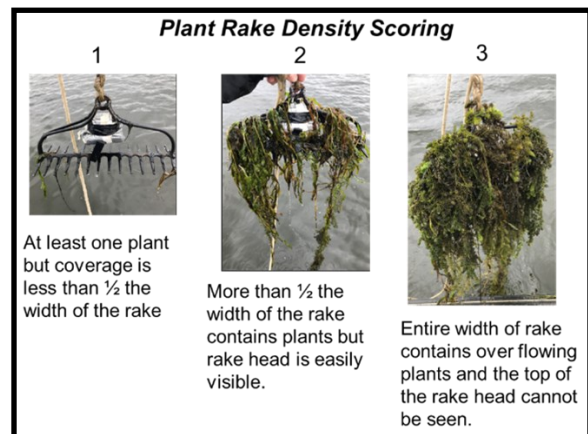 Plant Rake Density Scoring
1
2
3
At least one plant
but coverage is
less than ½ the
width of the rake
More than ½ the
width of the rake
contains plants but
rake head is easily
visible.
Entire width of rake
contains over flowing
plants and the top of
the rake head cannot
be seen.